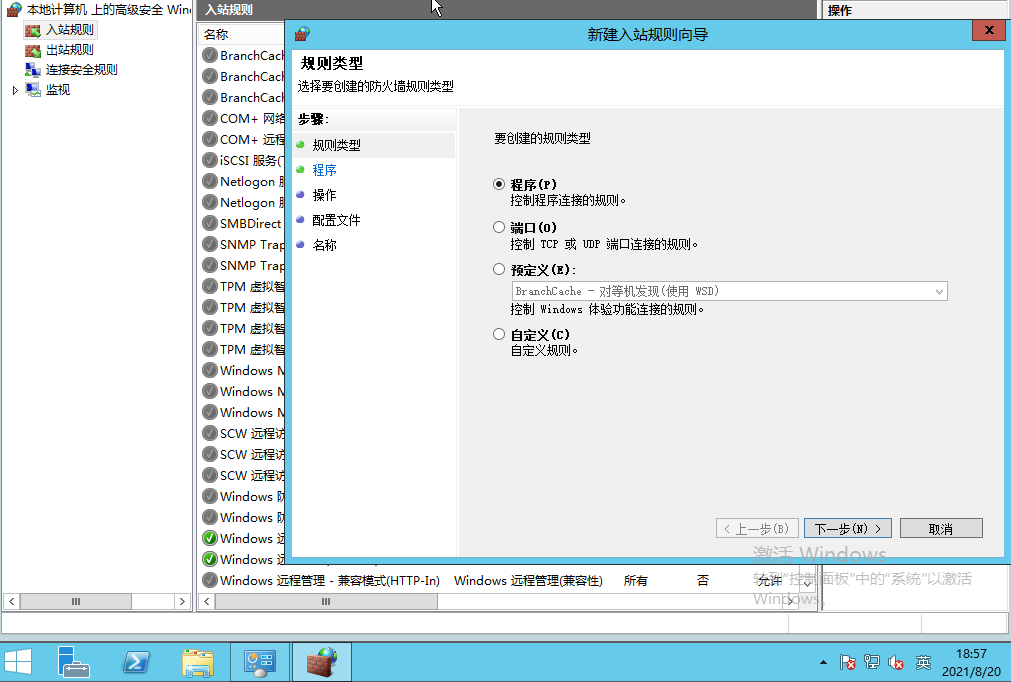 本地计算机 上的高级安全 Win
入站规则
出站规则
连接安全规则
监视
入站规则
名称
BranchCac
BranchCac
BranchCac
COM+ 网络
COM+ 远程
iSCSI 服务(
Netlogon
Netlogon
SMBDirect
SNMP Trap
SNMP Trap
TPM 虚拟智
TPM 虚拟智
TPM 虚拟智
TPM 虚拟智
Windows M
Windows M
Windows M
SCW 远程访
SCW 远程访
SCW 远程访
Windows 防
Windows 防
Windows 远
Windows 远
Windows 远程管理 - 兼容模式(HTTP-In) Windows 远程管理(兼容性) 所有 否 允许
操作
新建入站规则向导
规则类型
选择要创建的防火墙规则类型
步骤:
规则类型
程序
操作
配置文件
名称
要创建的规则类型
程序(P)
控制程序连接的规则。
端口(O)
控制 TCP 或 UDP 端口连接的规则。
预定义(E):
BranchCache - 对等机发现(使用 WSD)
控制 Windows 体验功能连接的规则。
自定义(C)
自定义规则。
< 上一步(B) 下一步(N) > 取消
激活 Windows
转到"控制面板"中的"系统"以激活
Windows。
英
18:57
2021/8/20